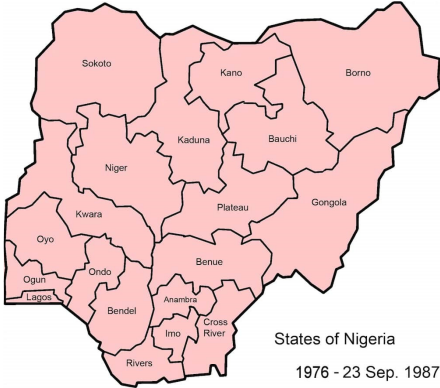 Sokoto
Kano
Borno
Kaduna
Bauchi
Niger
Gongola
Plateau
Kwara
Oyo
Benue
Ondo
Ogun
Lagos
Anambra
Bendel
Cross
River
Imo
Rivers
States of Nigeria
1976 - 23 Sep. 1987